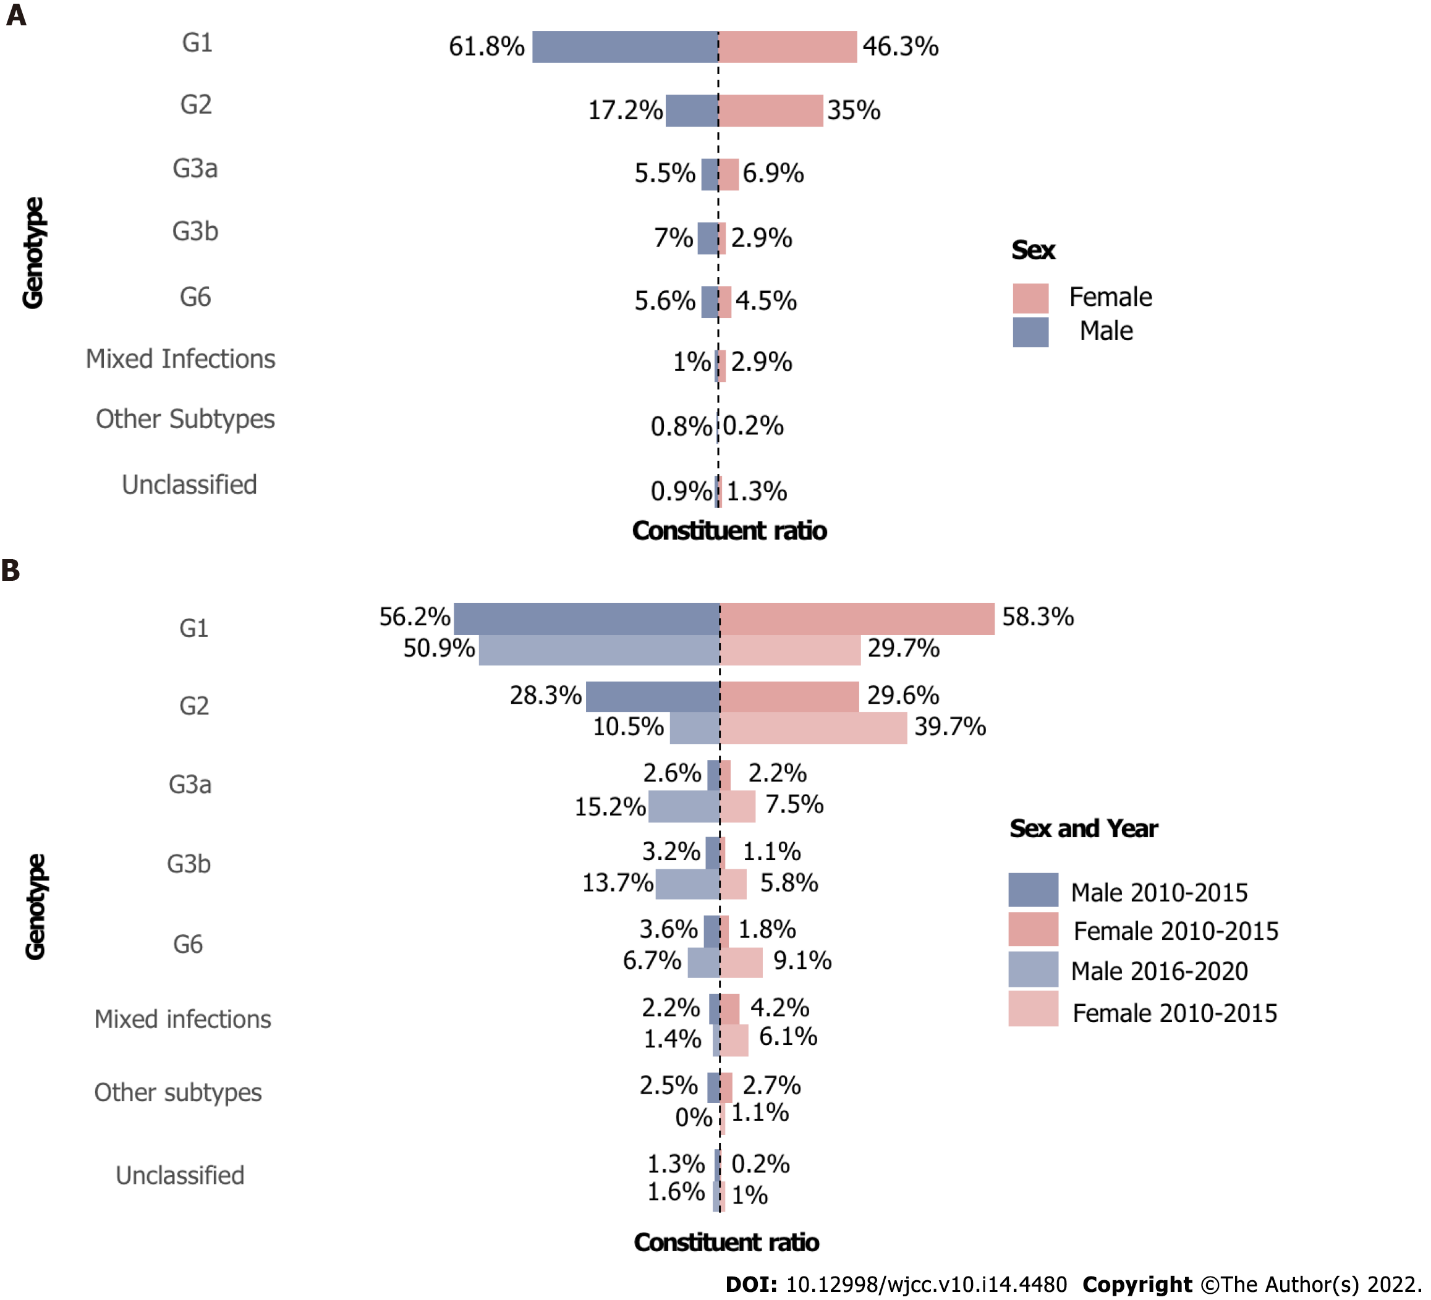 A
G1
61.8%
46.3%
G2
17.2%
35%
G3a
5.5%
6.9%
G3b
7%
2.9%
G6
5.6%
4.5%
Mixed Infections
1%
2.9%
Other Subtypes
0.8%
0.2%
Unclassified
0.9%
1.3%
Genotype
Constituent ratio
Sex
Female
Male
B
G1
56.2%
58.3%
50.9%
29.7%
G2
28.3%
29.6%
10.5%
39.7%
G3a
2.6%
2.2%
15.2%
7.5%
G3b
3.2%
1.1%
13.7%
5.8%
G6
3.6%
1.8%
6.7%
9.1%
Mixed infections
2.2%
4.2%
1.4%
6.1%
Other subtypes
2.5%
2.7%
0%
1.1%
Unclassified
1.3%
0.2%
1.6%
1%
Genotype
Constituent ratio
Sex and Year
Male 2010-2015
Female 2010-2015
Male 2016-2020
Female 2010-2015
DOI: 10.12998/wjcc.v10.i14.4480 Copyright ©The Author(s) 2022.